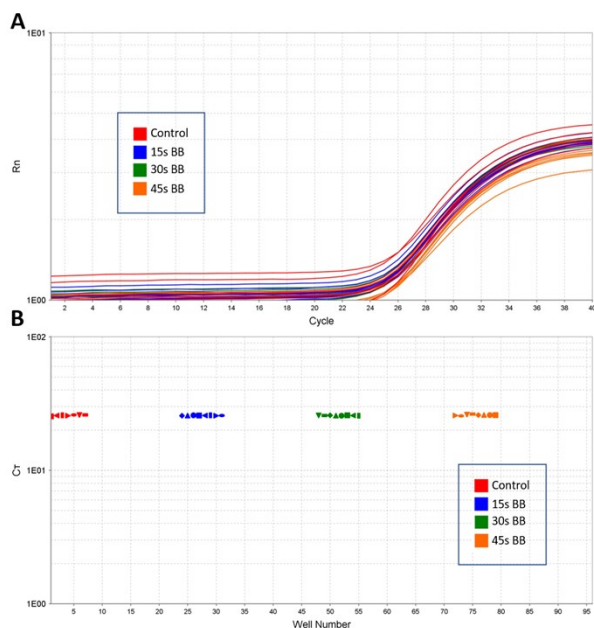 A
1E01
Rn
Control
15s BB
30s BB
45s BB
1E00
2 4 6 8 10 12 14 16 18 20 22 24 26 28 30 32 34 36 38 40
Cycle
B
1E02
Cт
1E01
Control
15s BB
30s BB
45s BB
1E00
5 10 15 20 25 30 35 40 45 50 55 60 65 70 75 80 85 90 95
Well Number